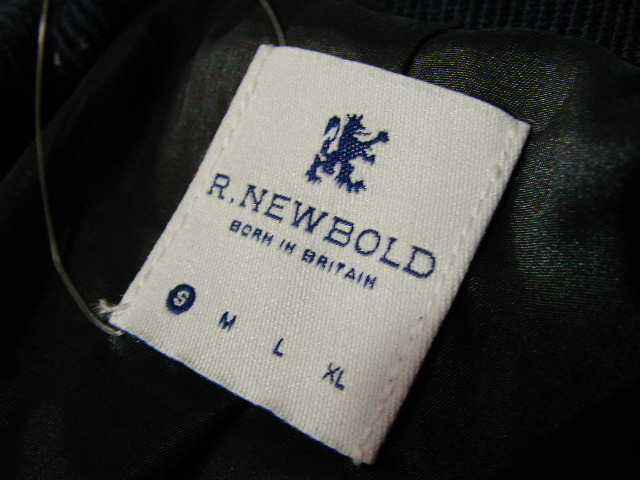 R. NEWBOLD
BORN IN BRITAIN
S M L XL